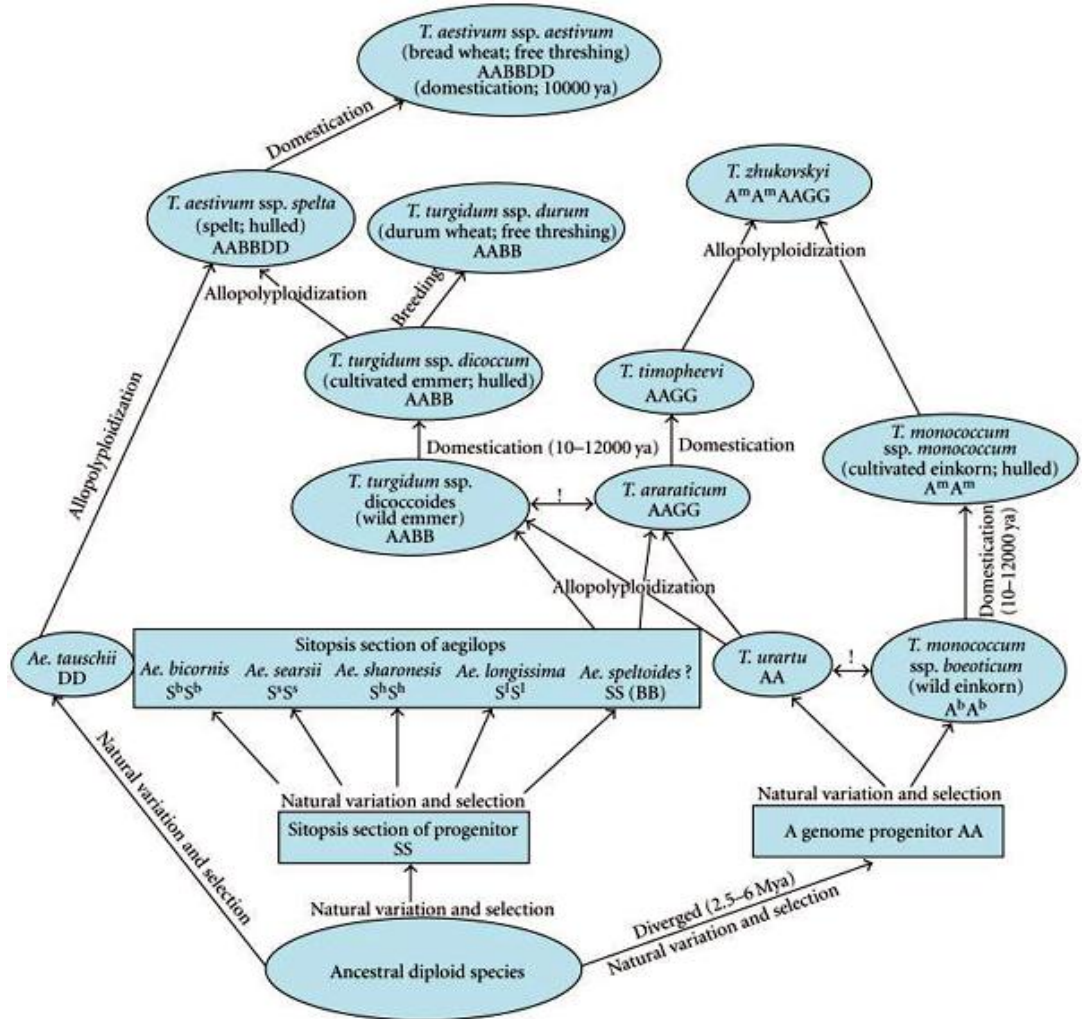 T. aestivum ssp. aestivum
(bread wheat; free threshing)
AABBDD
(domestication; 10000 ya)
Domestication
T. zhukovskyi
AᵐAᵐAAGG
T. aestivum ssp. spelta
(spelt; hulled)
AABBDD
T. turgidum ssp. durum
(durum wheat; free threshing)
AABB
Allopolyploidization
Allopolyploidization
Breeding
T. turgidum ssp. dicoccum
(cultivated emmer; hulled)
AABB
T. timopheevi
AAGG
Allopolyploidization
Domestication (10–12000 ya)
Domestication
T. monococcum
ssp. monococcum
(cultivated einkorn; hulled)
AᵐAᵐ
T. turgidum ssp.
dicoccoides
(wild emmer)
AABB
!
T. araraticum
AAGG
Domestication
(10–12000 ya)
Allopolyploidization
Ae. tauschii
DD
Sitopsis section of aegilops
Ae. bicornis Ae. searsii Ae. sharonesis Ae. longissima Ae. speltoides ?
SᵇSᵇ SˢSˢ SʰSʰ SˡSˡ SS (BB)
T. urartu
AA
!
T. monococcum
ssp. boeoticum
(wild einkorn)
AᵇAᵇ
Natural variation and selection
Natural variation and selection
Sitopsis section of progenitor
SS
Natural variation and selection
A genome progenitor AA
Natural variation and selection
Diverged (2.5–6 Mya)
Natural variation and selection
Ancestral diploid species